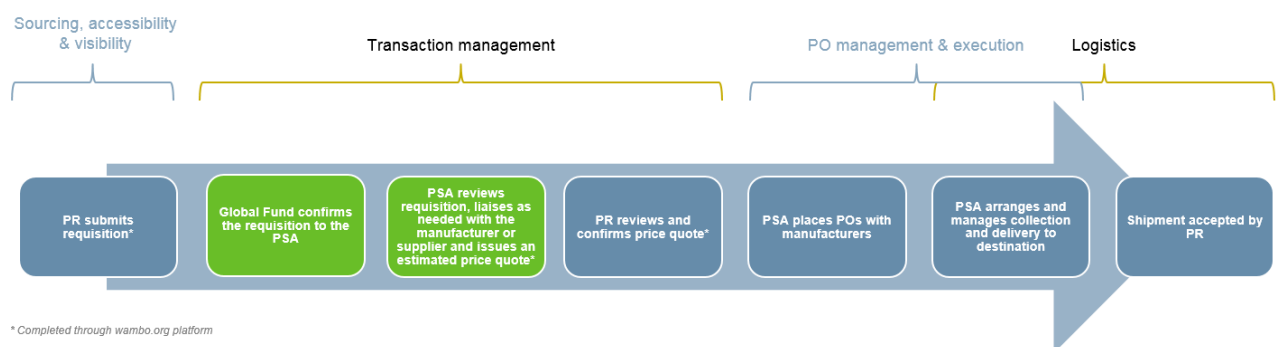 Sourcing, accessibility
& visibility
Transaction management
PO management & execution
Logistics
PR submits
requisition*
Global Fund confirms
the requisition to the
PSA
PSA reviews
requisition, liaises as
needed with the
manufacturer or
supplier and issues an
estimated price quote*
PR reviews and
confirms price quote*
PSA places POs with
manufacturers
PSA arranges and
manages collection
and delivery to
destination
Shipment accepted by
PR
* Completed through wambo.org platform